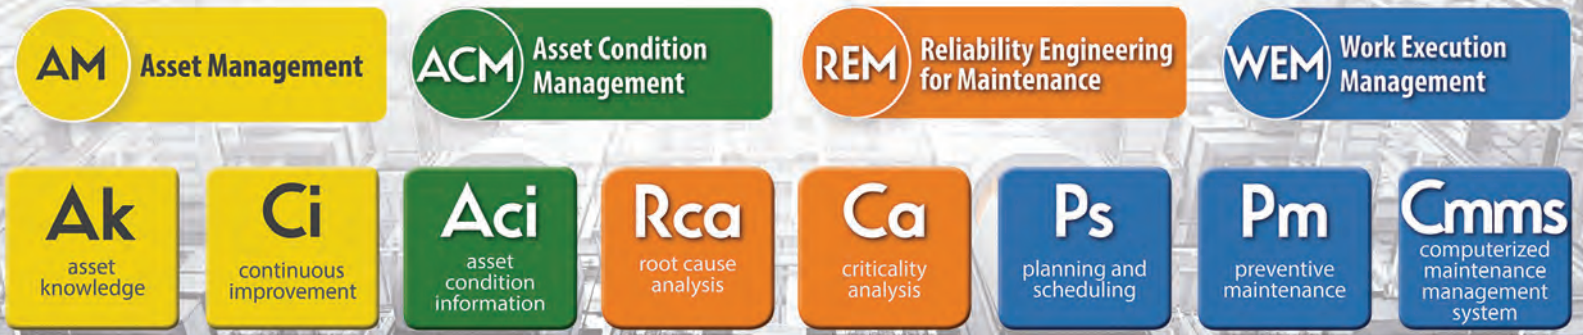 AM
Asset Management
ACM
Asset Condition
Management
REM
Reliability Engineering
for Maintenance
WEM
Work Execution
Management
Ak
asset
knowledge
Ci
continuous
improvement
Aci
asset
condition
information
Rca
root cause
analysis
Ca
criticality
analysis
Ps
planning and
scheduling
Pm
preventive
maintenance
Cmms
computerized
maintenance
management
system